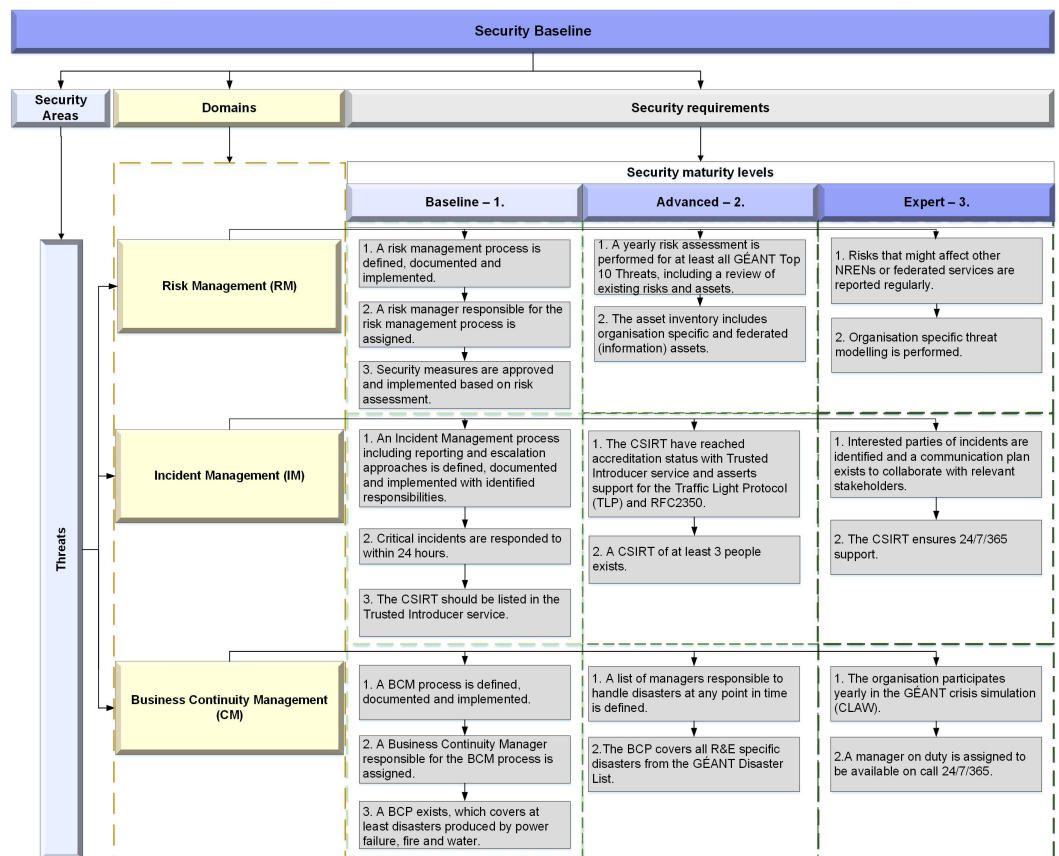 Security Baseline
Security
Areas
Domains
Security requirements
Security maturity levels
Baseline – 1.
Advanced – 2.
Expert – 3.
Threats
Risk Management (RM)
1. A risk management process is
defined, documented and
implemented.
2. A risk manager responsible for the
risk management process is
assigned.
3. Security measures are approved
and implemented based on risk
assessment.
1. A yearly risk assessment is
performed for at least all GÉANT Top
10 Threats, including a review of
existing risks and assets.
2. The asset inventory includes
organisation specific and federated
(information) assets.
1. Risks that might affect other
NRENs or federated services are
reported regularly.
2. Organisation specific threat
modelling is performed.
Incident Management (IM)
1. An Incident Management process
including reporting and escalation
approaches is defined, documented
and implemented with identified
responsibilities.
2. Critical incidents are responded to
within 24 hours.
3. The CSIRT should be listed in the
Trusted Introducer service.
1. The CSIRT have reached
accreditation status with Trusted
Introducer service and asserts
support for the Traffic Light Protocol
(TLP) and RFC2350.
2. A CSIRT of at least 3 people
exists.
1. Interested parties of incidents are
identified and a communication plan
exists to collaborate with relevant
stakeholders.
2. The CSIRT ensures 24/7/365
support.
Business Continuity Management
(CM)
1. A BCM process is defined,
documented and implemented.
2. A Business Continuity Manager
responsible for the BCM process is
assigned.
3. A BCP exists, which covers at
least disasters produced by power
failure, fire and water.
1. A list of managers responsible to
handle disasters at any point in time
is defined.
2.The BCP covers all R&E specific
disasters from the GÉANT Disaster
List.
1. The organisation participates
yearly in the GÉANT crisis simulation
(CLAW).
2.A manager on duty is assigned to
be available on call 24/7/365.